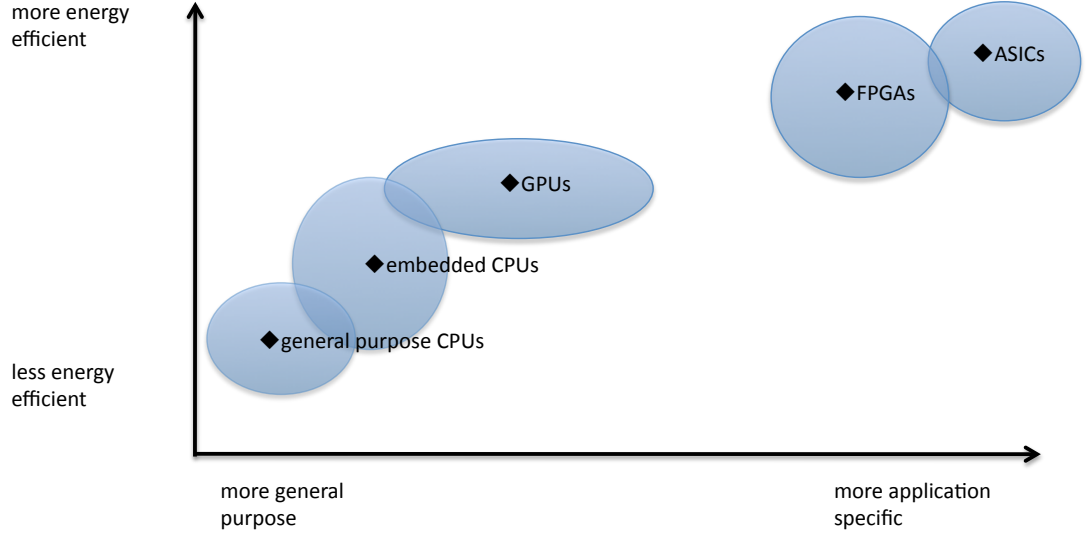 more energy
efficient
ASICs
FPGAs
GPUs
embedded CPUs
general purpose CPUs
less energy
efficient
more general
purpose
more application
specific